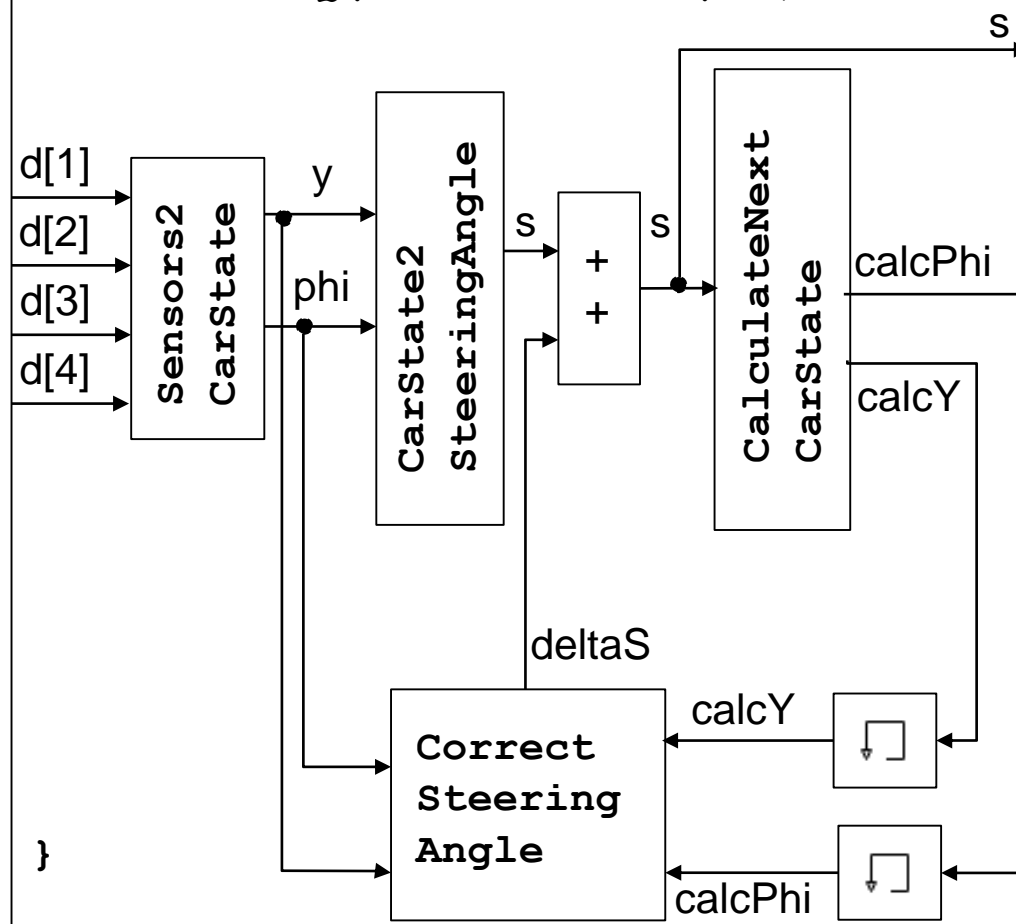 s
d[1]
d[2]
d[3]
d[4]
Sensors2
CarState
y
phi
CarState2
SteeringAngle
s
+
+
s
CalculateNext
CarState
calcPhi
calcY
deltaS
Correct
Steering
Angle
calcY
calcPhi
}